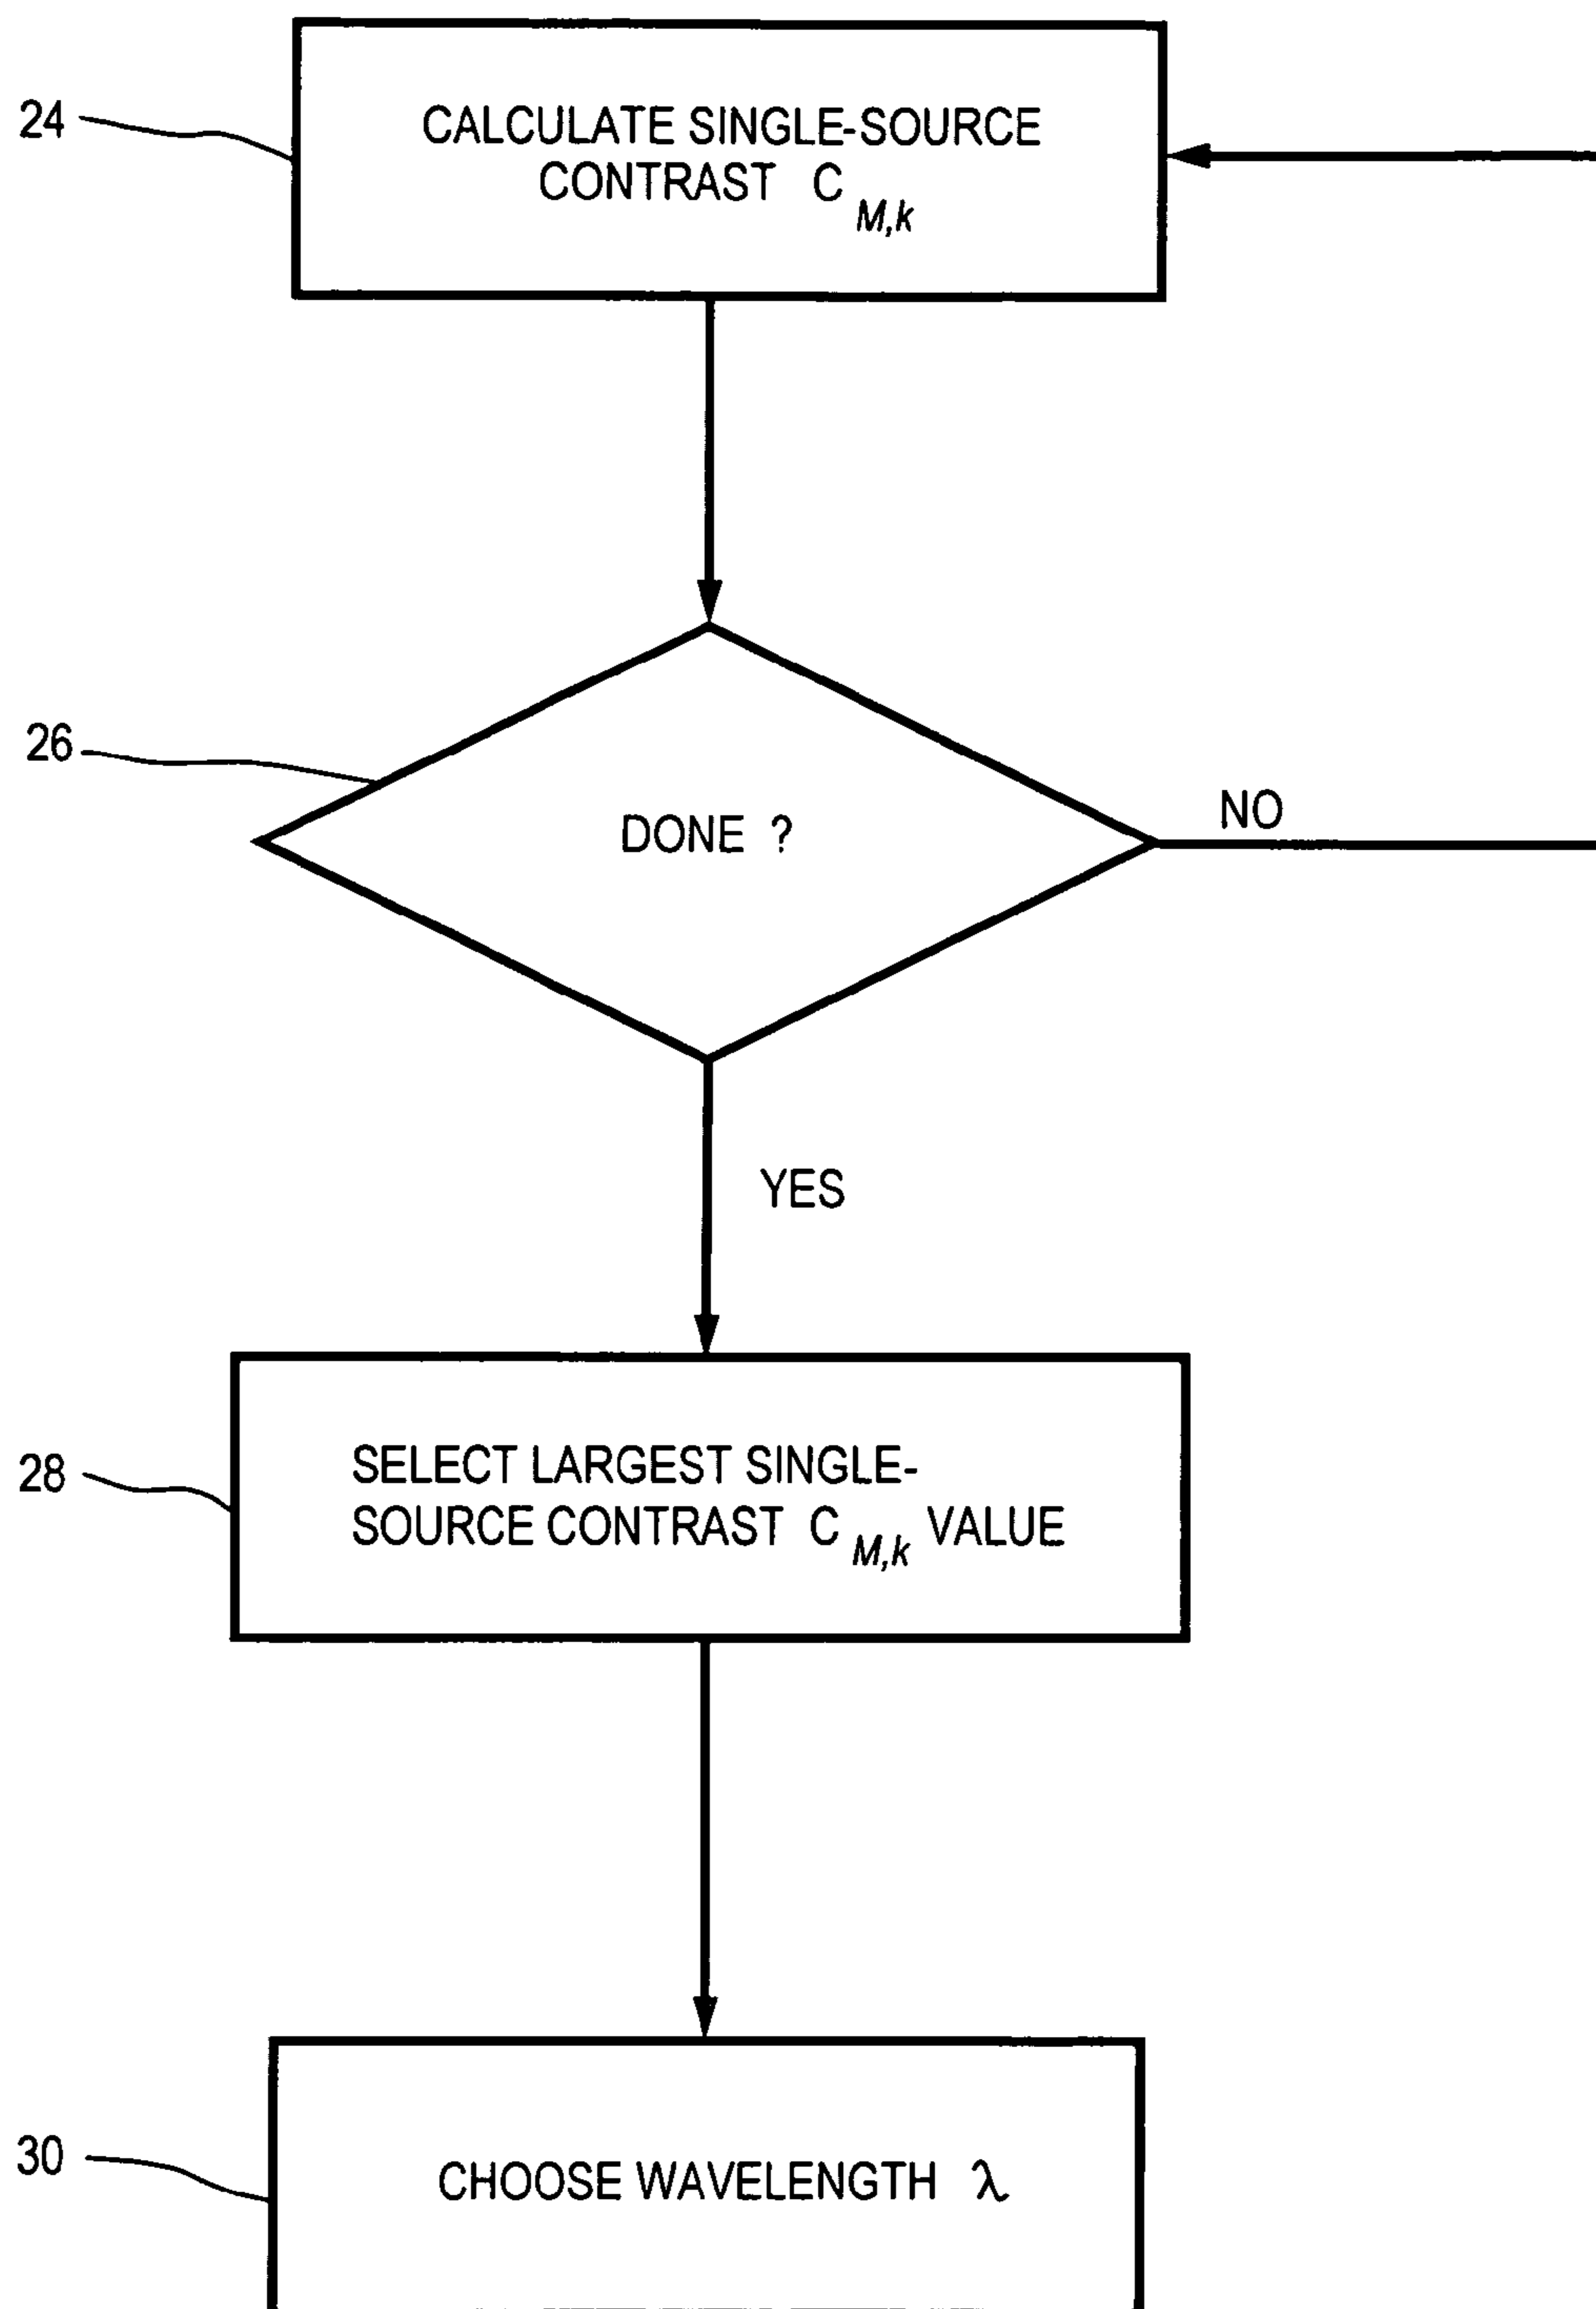 24
CALCULATE SINGLE-SOURCE
CONTRAST C M,k
26
DONE ?
NO
YES
28
SELECT LARGEST SINGLE-
SOURCE CONTRAST C M,k VALUE
30
CHOOSE WAVELENGTH λ